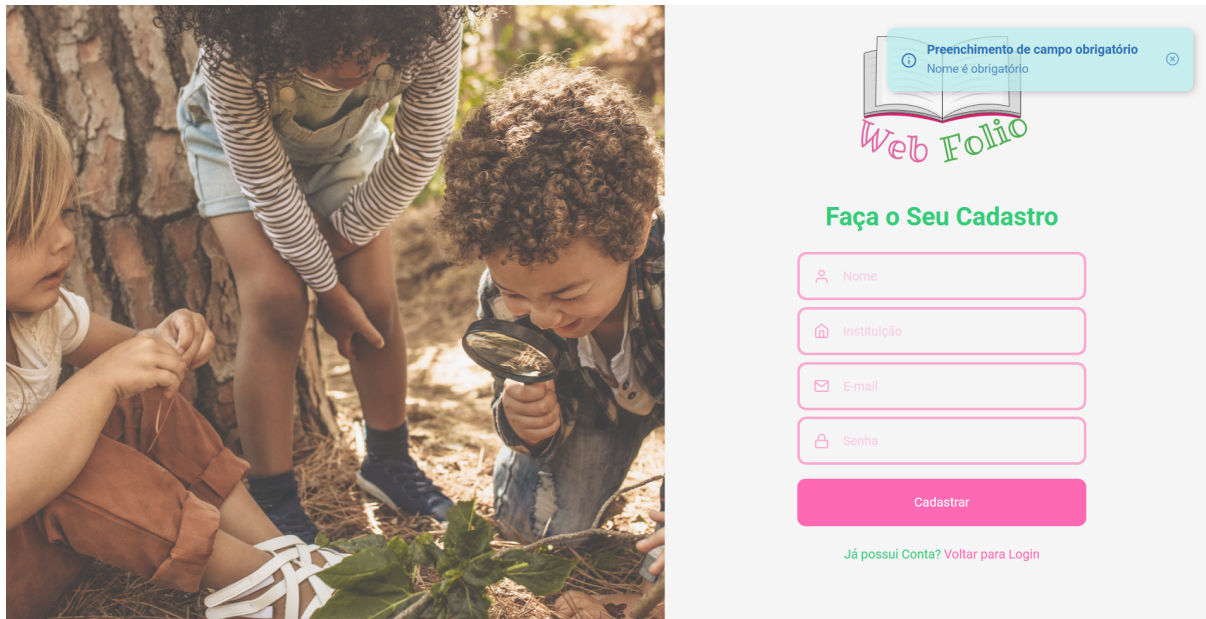 Preenchimento de campo obrigatório
Nome é obrigatório
Web Folio
Faça o Seu Cadastro
Nome
Instituição
E-mail
Senha
Cadastrar
Já possui Conta? Voltar para Login